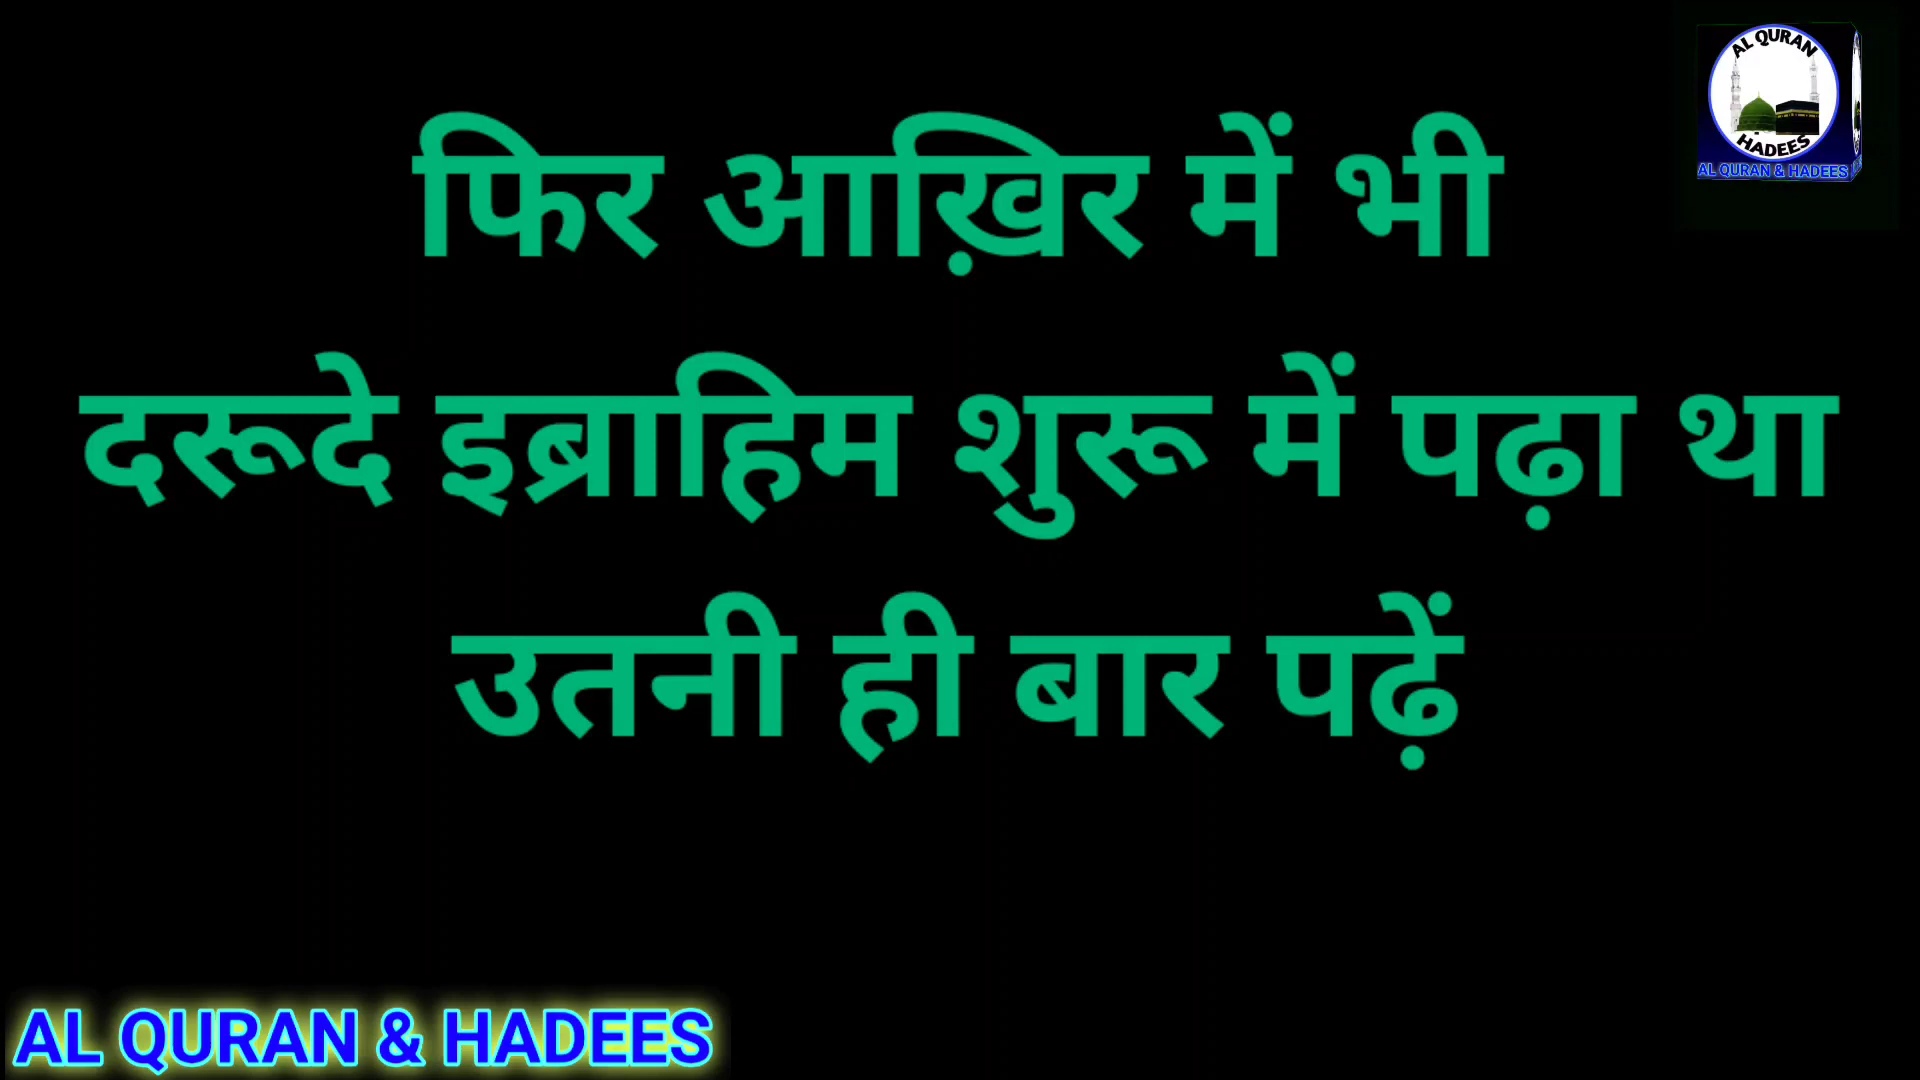 AL QURAN
HADEES
AL QURAN & HADEES
फिर आख़िर में भी
दरूदे इब्राहिम शुरू में पढ़ा था
उतनी ही बार पढ़ें
AL QURAN & HADEES